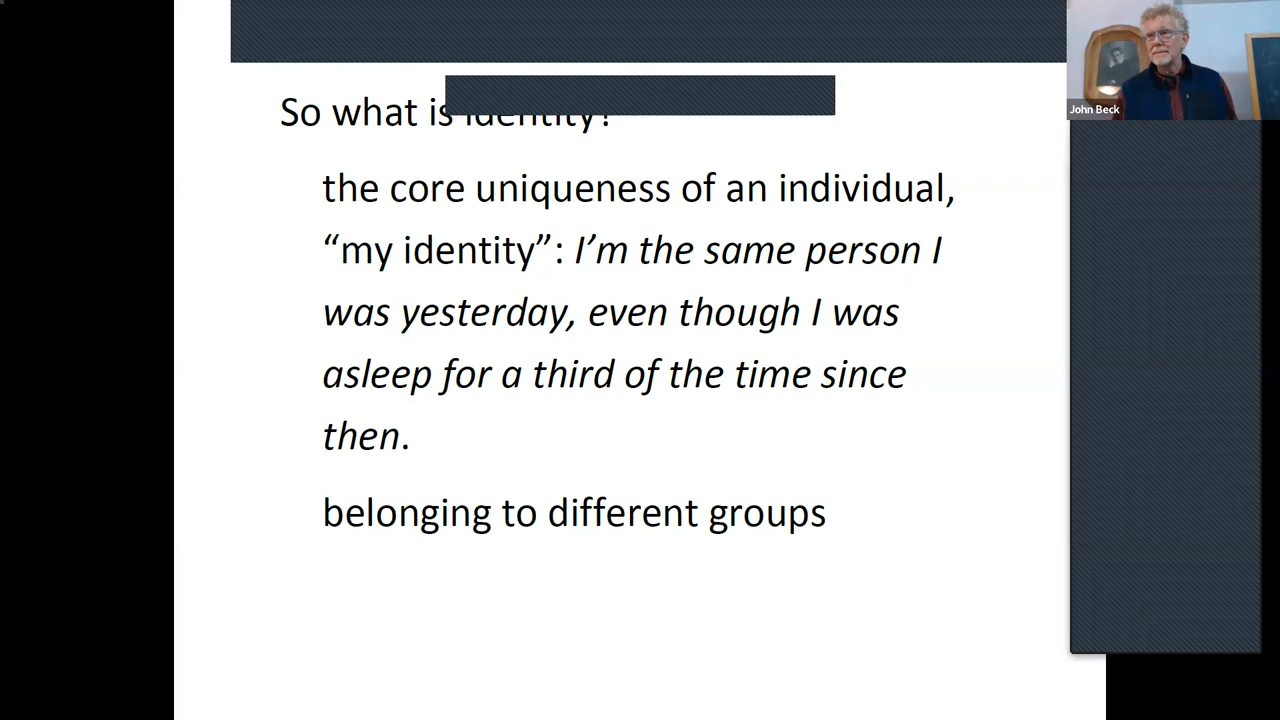 So what is identity?
the core uniqueness of an individual,
“my identity”: I’m the same person I
was yesterday, even though I was
asleep for a third of the time since
then.
belonging to different groups
John Beck